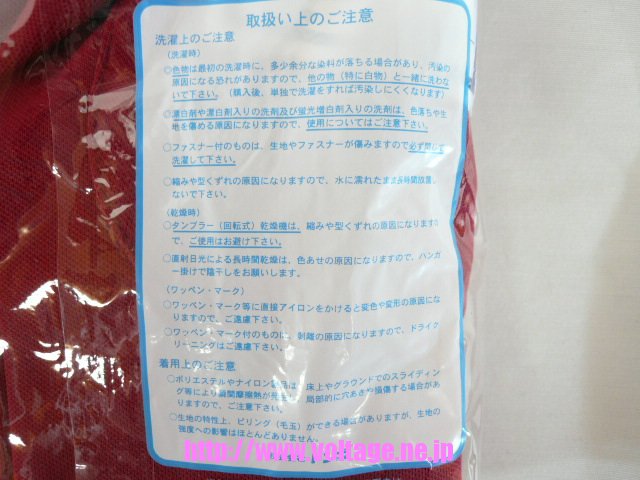 取扱い上のご注意
洗濯上のご注意
(洗濯時)
○色物は最初の洗濯時に、多少余分な染料が落ちる場合があり、汚染の
原因になる恐れがありますので、他の物(特に白物)と一緒に洗わな
いで下さい。(購入後、単独で洗濯をすれば汚染しにくくなります)
○漂白剤や漂白剤入りの洗剤及び蛍光増白剤入りの洗剤は、色落ちや生
地を傷める原因になりますので、使用についてはご注意下さい。
○ファスナー付のものは、生地やファスナーが傷みますので必ず閉じて
洗濯して下さい。
○縮みや型くずれの原因になりますので、水に濡れたまま長時間放置し
ないで下さい。
(乾燥時)
○タンブラー(回転式)乾燥機は、縮みや型くずれの原因になりますの
で、ご使用はお避け下さい。
○直射日光による長時間乾燥は、色あせの原因になりますので、ハンガ
ー掛けで陰干しをお願いします。
(ワッペン・マーク)
○ワッペン・マーク等に直接アイロンをかけると変色や変形の原因にな
りますので、ご遠慮下さい。
○ワッペン・マーク付のものは、剥離の原因になりますので、ドライク
リーニングはご遠慮下さい。
着用上のご注意
○ポリエステルやナイロン製品は、床上やグラウンドでのスライディン
グ等により瞬間摩擦熱が発生し、局部的に穴あきや損傷する場合があ
りますので、ご注意下さい。
○生地の特性上、ピリング(毛玉)ができる場合がありますが、生地の
強度への影響はほとんどありません。
http://www.voltage.ne.jp